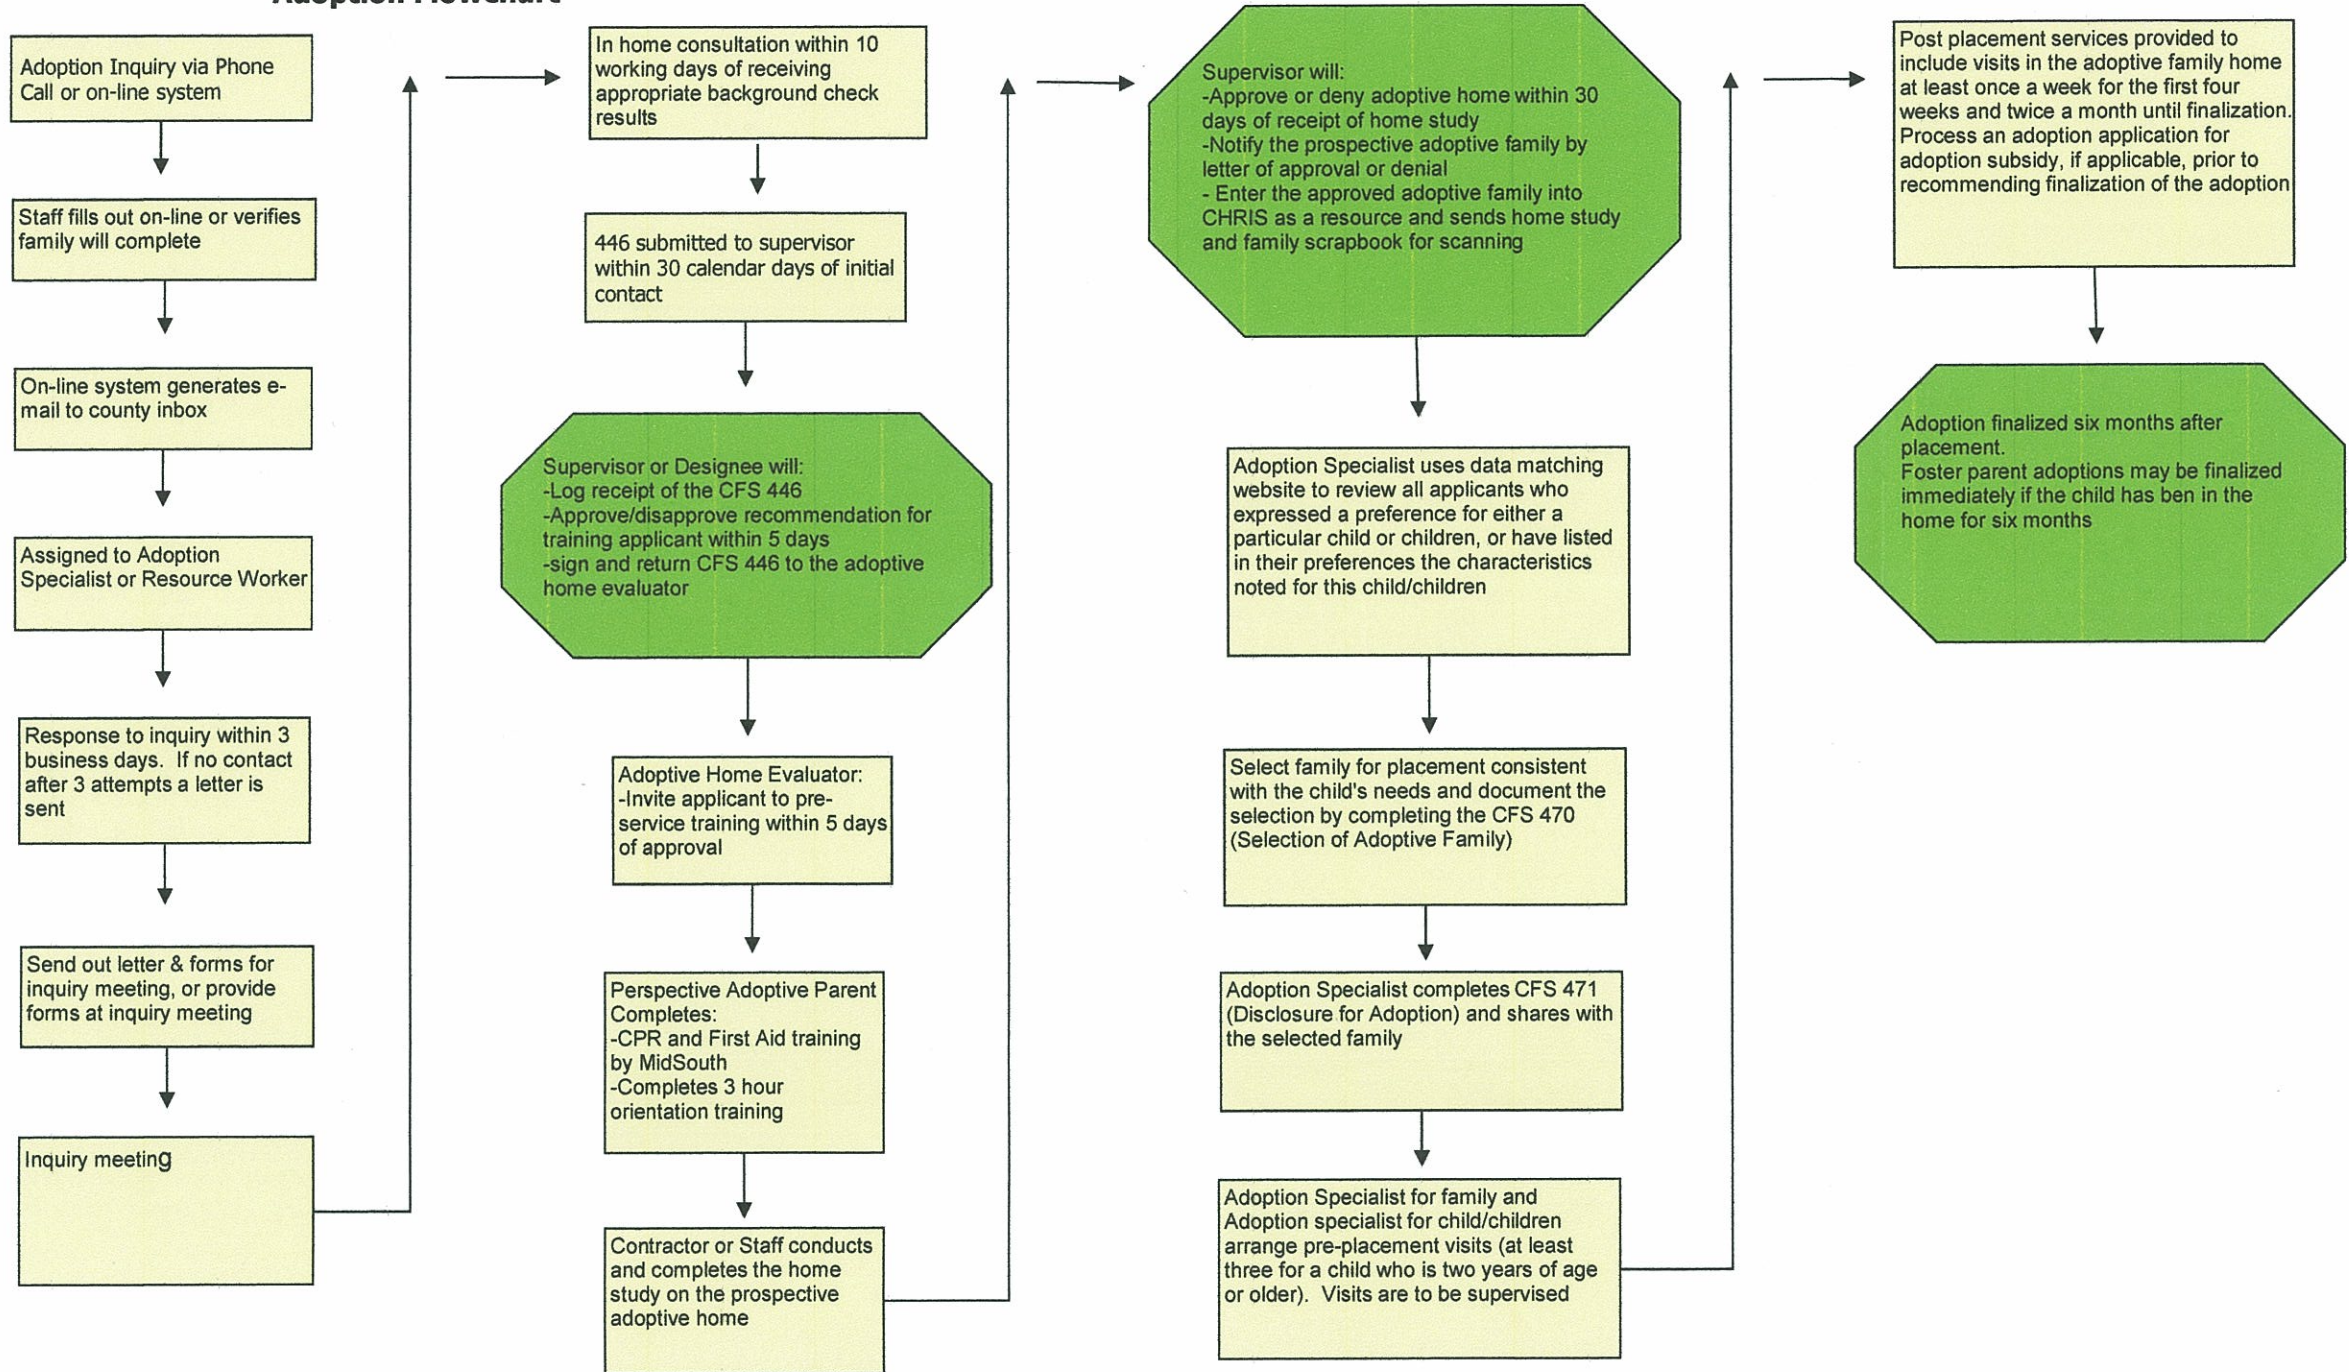 Adoption Flowchart
Adoption Inquiry via Phone
Call or on-line system
Staff fills out on-line or verifies
family will complete
On-line system generates e-
mail to county inbox
Assigned to Adoption
Specialist or Resource Worker
Response to inquiry within 3
business days.  If no contact
after 3 attempts a letter is
sent
Send out letter & forms for
inquiry meeting, or provide
forms at inquiry meeting
Inquiry meeting
In home consultation within 10
working days of receiving
appropriate background check
results
446 submitted to supervisor
within 30 calendar days of initial
contact
Supervisor or Designee will:
-Log receipt of the CFS 446
-Approve/disapprove recommendation for
training applicant within 5 days
-sign and return CFS 446 to the adoptive
home evaluator
Adoptive Home Evaluator:
-Invite applicant to pre-
service training within 5 days
of approval
Perspective Adoptive Parent
Completes:
-CPR and First Aid training
by MidSouth
-Completes 3 hour
orientation training
Contractor or Staff conducts
and completes the home
study on the prospective
adoptive home
Supervisor will:
-Approve or deny adoptive home within 30
days of receipt of home study
-Notify the prospective adoptive family by
letter of approval or denial
- Enter the approved adoptive family into
CHRIS as a resource and sends home study
and family scrapbook for scanning
Adoption Specialist uses data matching
website to review all applicants who
expressed a preference for either a
particular child or children, or have listed
in their preferences the characteristics
noted for this child/children
Select family for placement consistent
with the child's needs and document the
selection by completing the CFS 470
(Selection of Adoptive Family)
Adoption Specialist completes CFS 471
(Disclosure for Adoption) and shares with
the selected family
Adoption Specialist for family and
Adoption specialist for child/children
arrange pre-placement visits (at least
three for a child who is two years of age
or older).  Visits are to be supervised
Post placement services provided to
include visits in the adoptive family home
at least once a week for the first four
weeks and twice a month until finalization.
Process an adoption application for
adoption subsidy, if applicable, prior to
recommending finalization of the adoption
Adoption finalized six months after
placement.
Foster parent adoptions may be finalized
immediately if the child has ben in the
home for six months